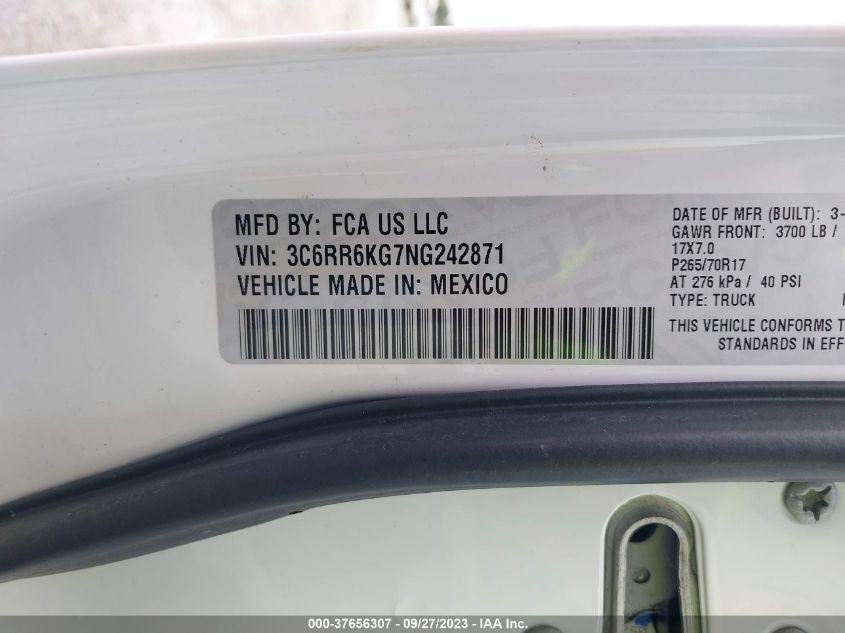 MFD BY: FCA US LLC
VIN: 3C6RR6KG7NG242871
VEHICLE MADE IN: MEXICO
DATE OF MFR (BUILT): 3-
GAWR FRONT: 3700 LB /
17X7.0
P265/70R17
AT 276 kPa / 40 PSI
TYPE: TRUCK
THIS VEHICLE CONFORMS T
STANDARDS IN EFF
000-37656307 - 09/27/2023 - IAA Inc.